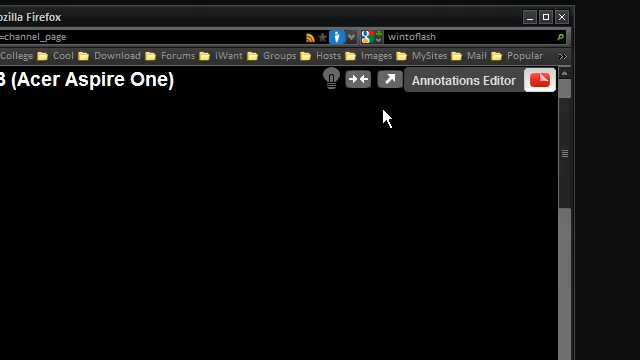 ozilla Firefox
=channel_page
wintoflash
College Cool Download Forums iWant Groups Hosts Images MySites Mail Popular
3 (Acer Aspire One)
Annotations Editor